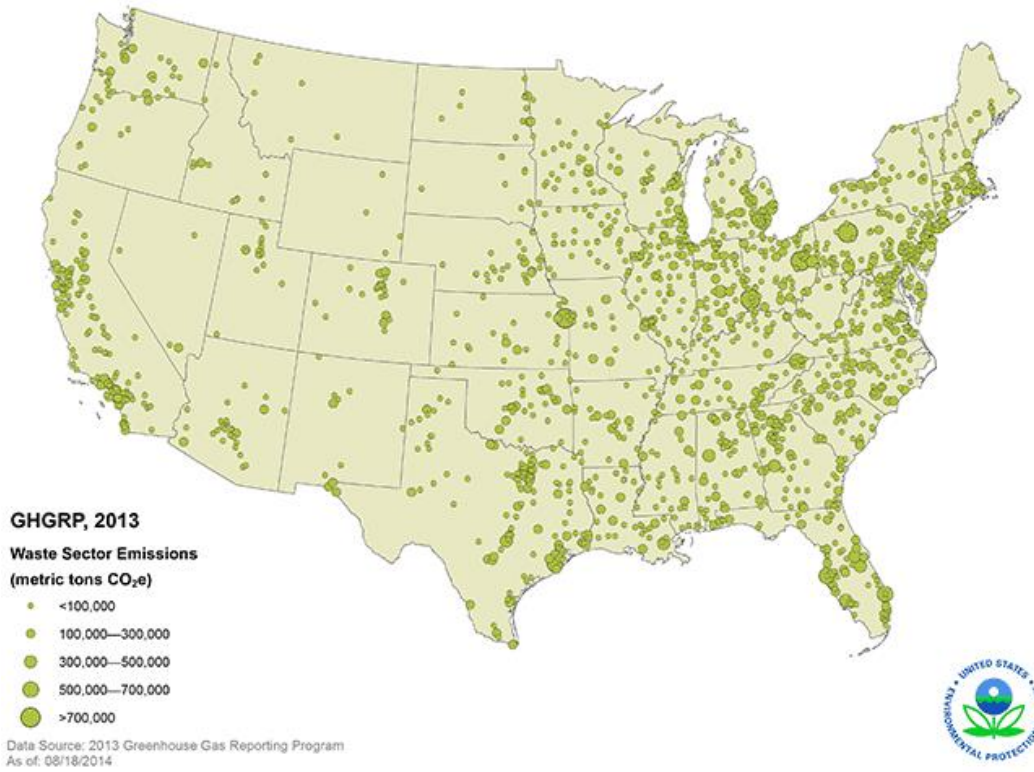 GHGRP, 2013
Waste Sector Emissions
(metric tons CO₂e)
<100,000
100,000—300,000
300,000—500,000
500,000—700,000
>700,000
Data Source: 2013 Greenhouse Gas Reporting Program
As of: 08/18/2014
UNITED STATES
ENVIRONMENTAL PROTECTION